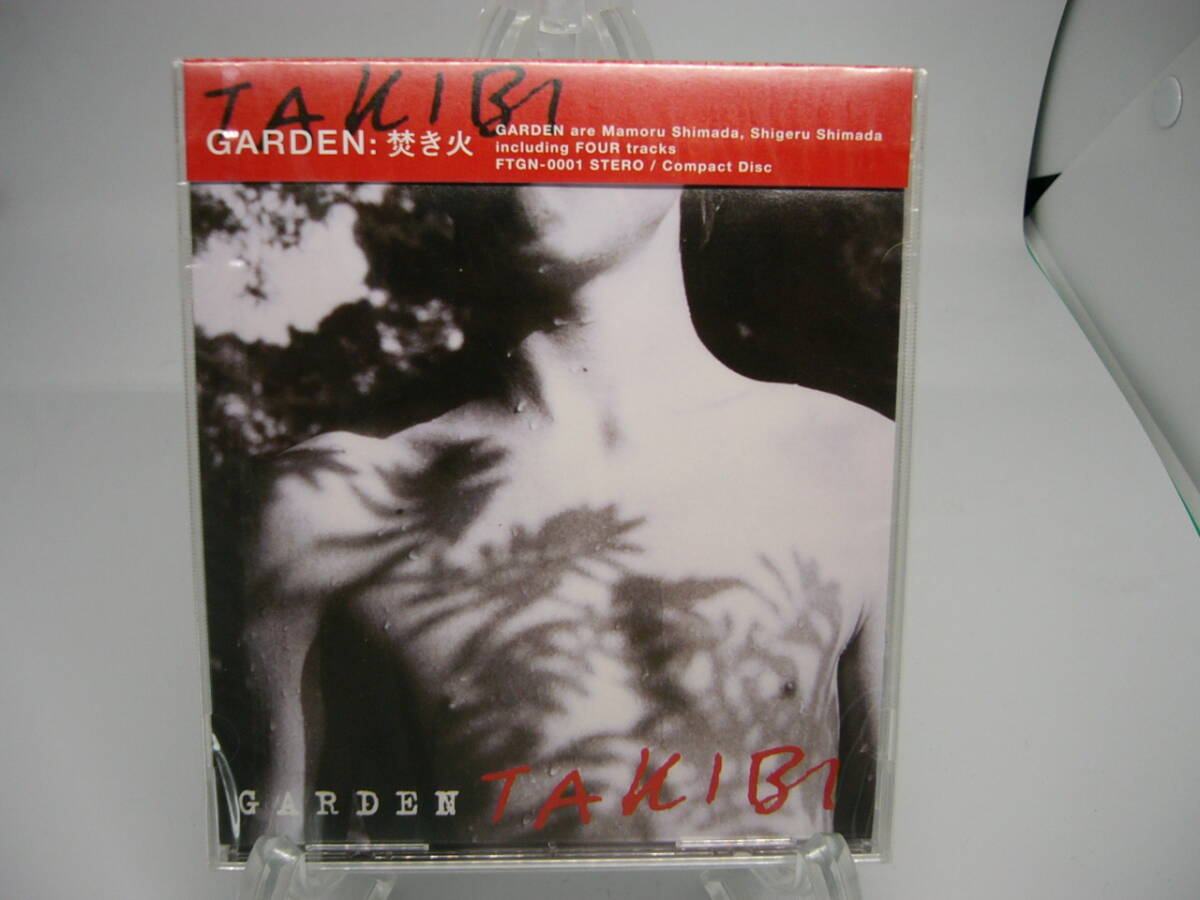 TAKIBI
GARDEN: 焚き火
GARDEN are Mamoru Shimada, Shigeru Shimada
including FOUR tracks
FTGN-0001 STERO / Compact Disc
GARDEN TAKIBI